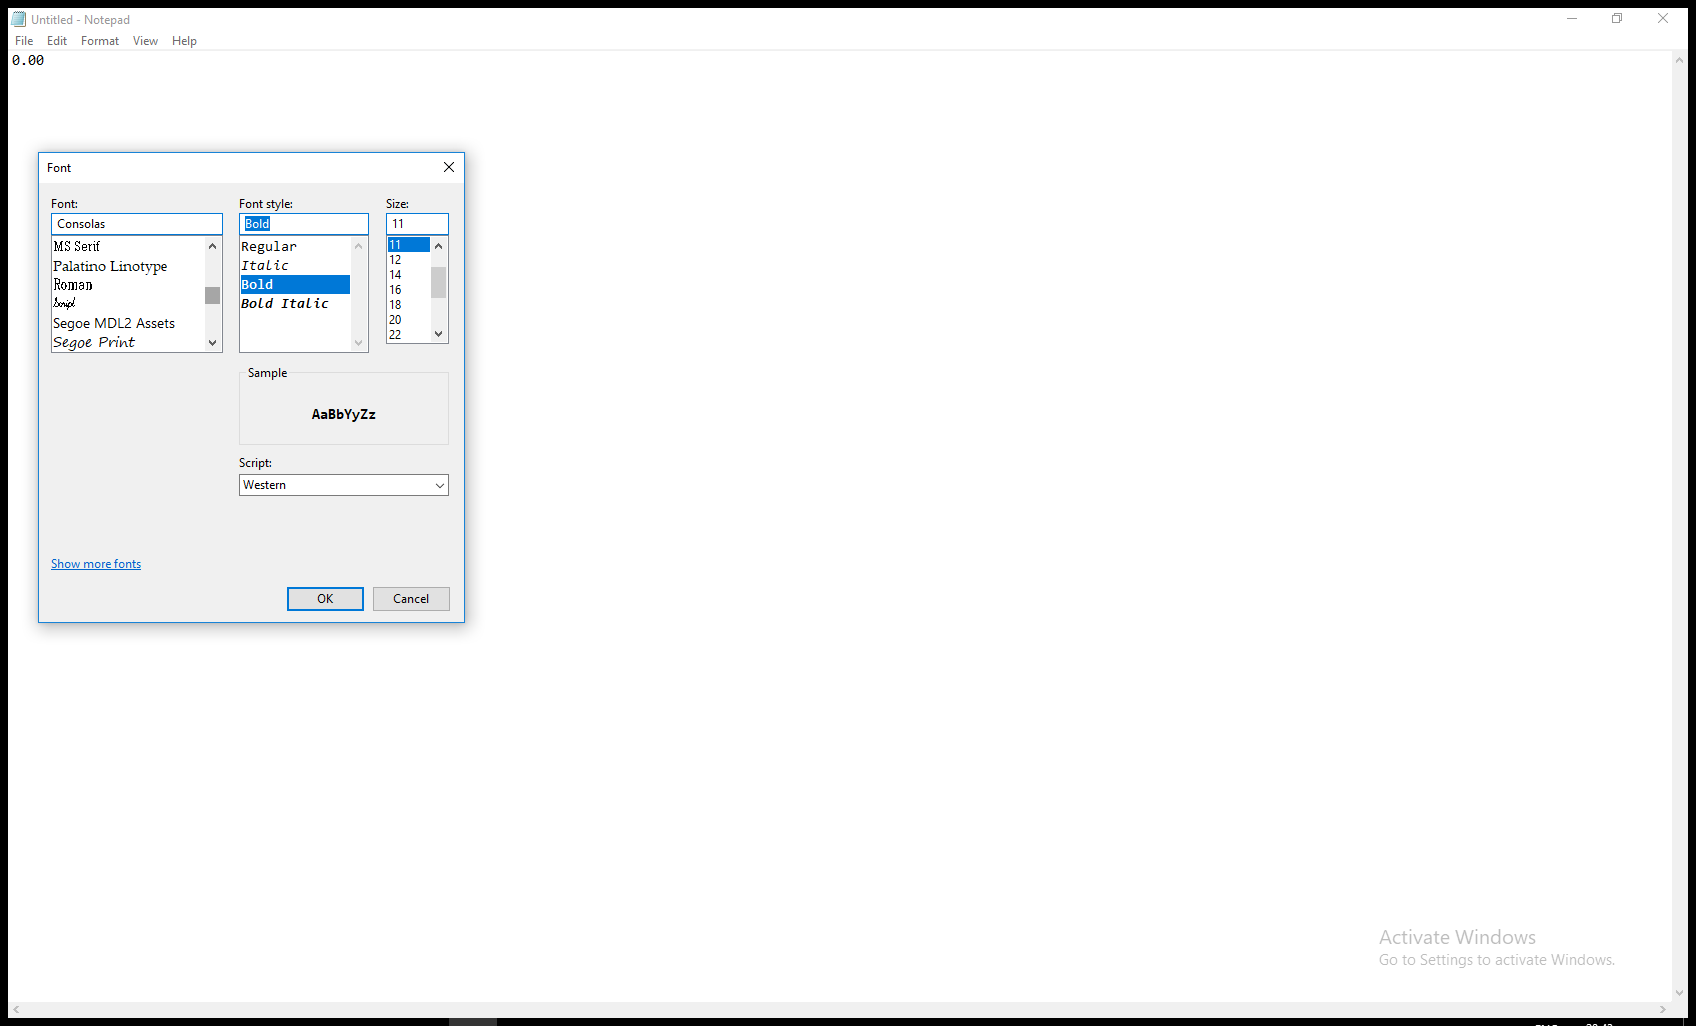 Untitled - Notepad
File Edit Format View Help
0.00
Font
Font:
Consolas
MS Serif
Palatino Linotype
Roman
Script
Segoe MDL2 Assets
Segoe Print
Font style:
Bold
Regular
Italic
Bold
Bold Italic
Size:
11
11
12
14
16
18
20
22
Sample
AaBbYyZz
Script:
Western
Show more fonts
OK
Cancel
Activate Windows
Go to Settings to activate Windows.